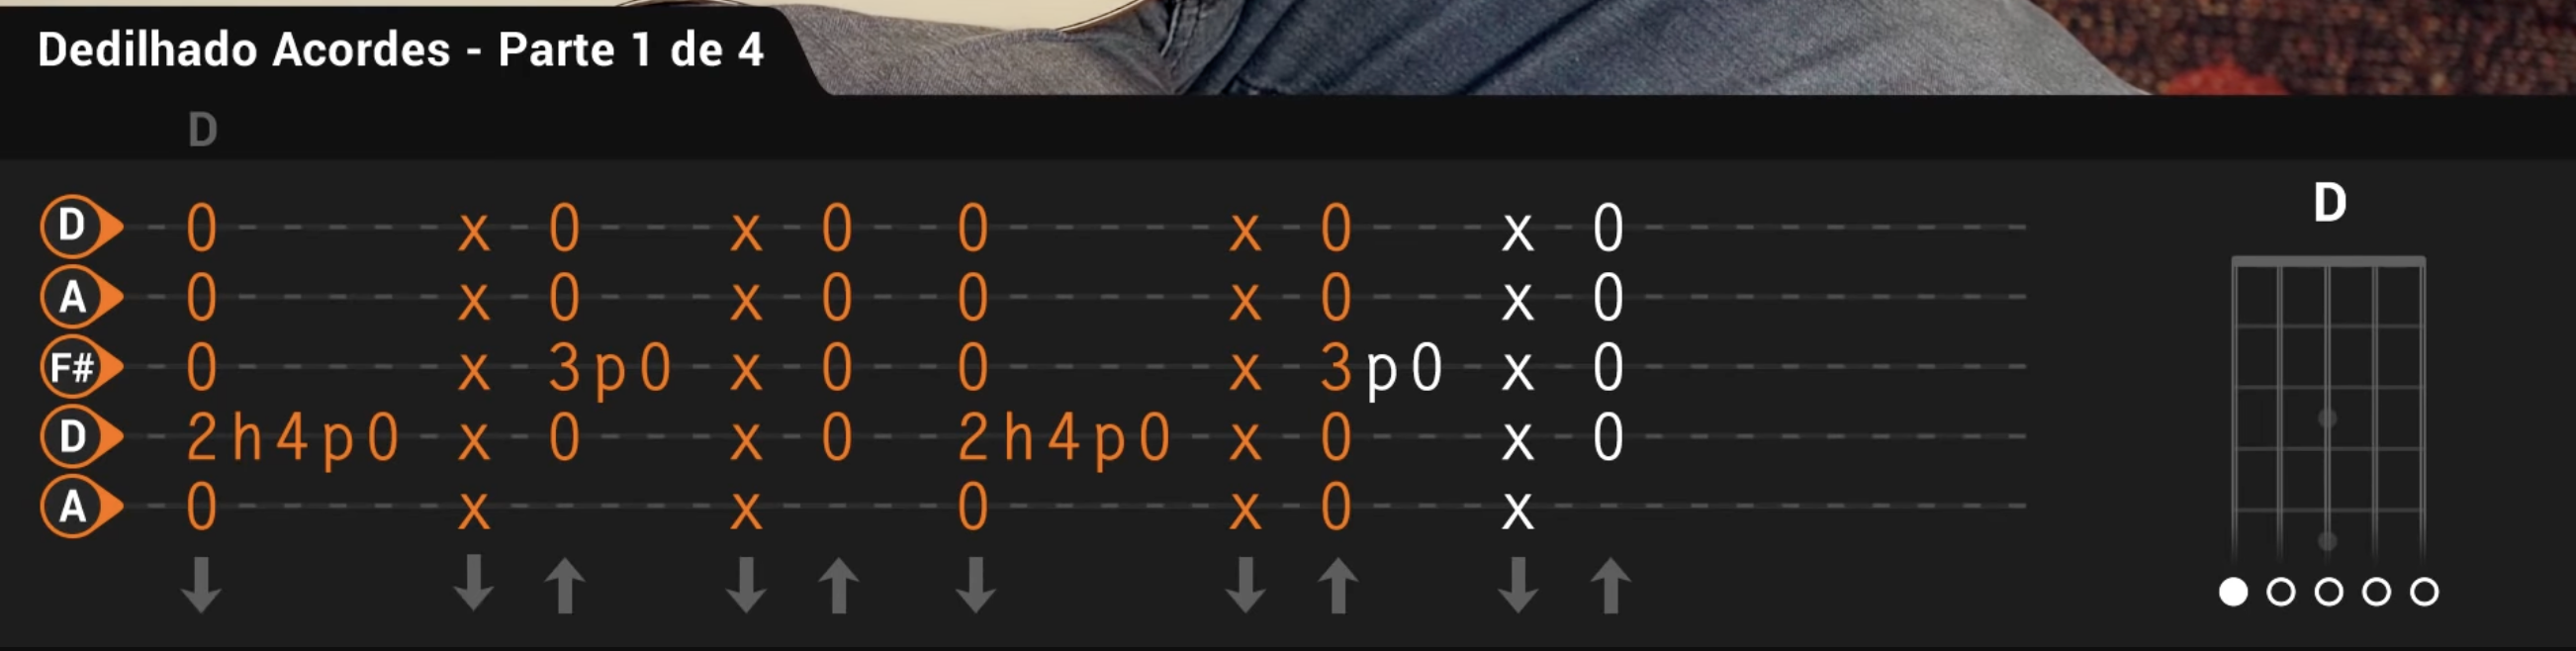 Dedilhado Acordes - Parte 1 de 4
D
D
D 0 x 0 x 0 0 x 0 x 0
A 0 x 0 x 0 0 x 0 x 0
F# 0 x 3p0 x 0 0 x 3p0 x 0
D 2h4p0 x 0 x 0 2h4p0 x 0 x 0
A 0 x x 0 x 0 x